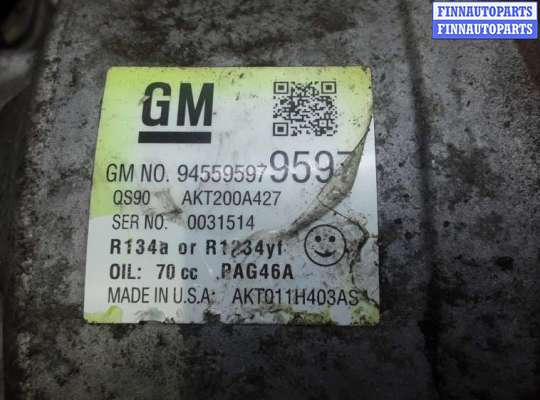 FINNAUTOPARTS
FINNAUTOPARTS
GM
GM NO. 94559597 9597
QS90 AKT200A427
SER NO. 0031514
R134a or R1234yf
OIL: 70 cc PAG46A
MADE IN U.S.A: AKT011H403AS